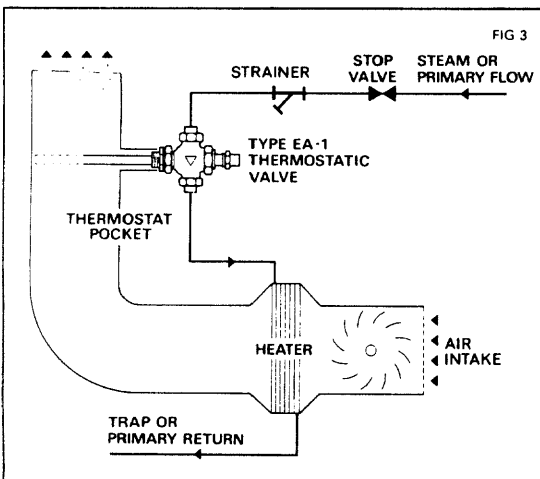 FIG 3
STOP
VALVE
STEAM OR
PRIMARY FLOW
STRAINER
TYPE EA-1
THERMOSTATIC
VALVE
THERMOSTAT
POCKET
HEATER
AIR
INTAKE
TRAP OR
PRIMARY RETURN